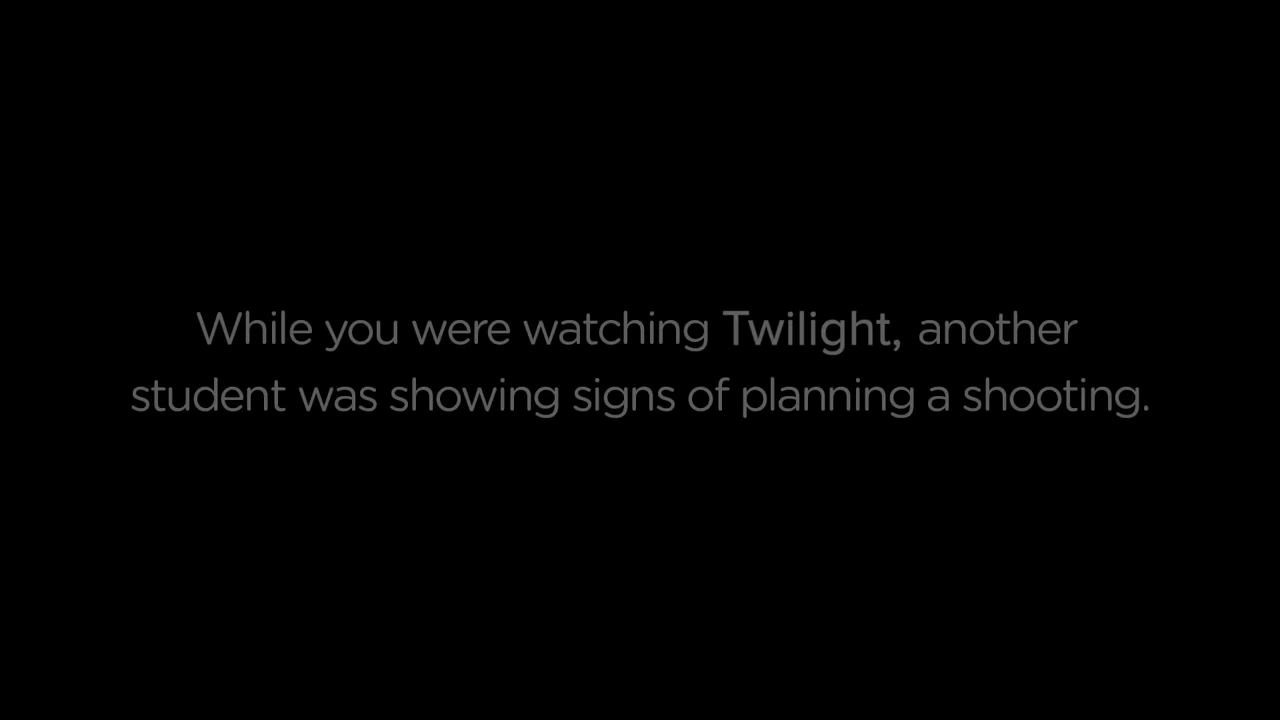 While you were watching Twilight, another
student was showing signs of planning a shooting.